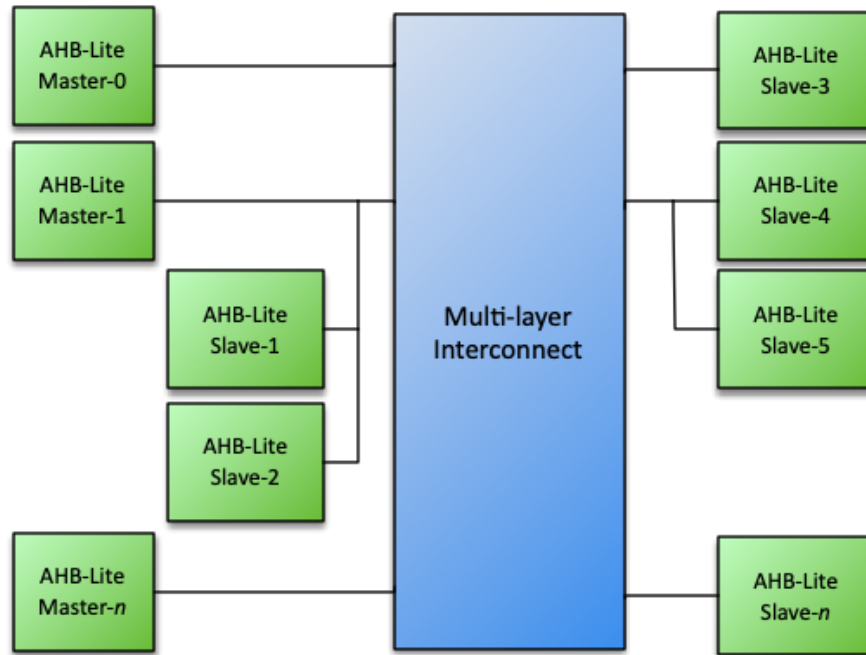 AHB-Lite
Master-0
AHB-Lite
Master-1
AHB-Lite
Slave-1
AHB-Lite
Slave-2
AHB-Lite
Master-n
Multi-layer
Interconnect
AHB-Lite
Slave-3
AHB-Lite
Slave-4
AHB-Lite
Slave-5
AHB-Lite
Slave-n